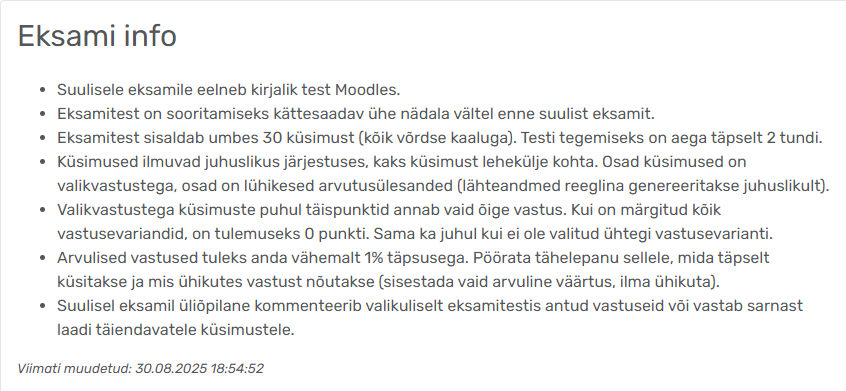 Eksami info
• Suulisele eksamile eelneb kirjalik test Moodles.
• Eksamitest on sooritamiseks kättesaadav ühe nädala vältel enne suulist eksamit.
• Eksamitest sisaldab umbes 30 küsimust (kõik võrdse kaaluga). Testi tegemiseks on aega täpselt 2 tundi.
• Küsimused ilmuvad juhuslikus järjestuses, kaks küsimust lehekülje kohta. Osad küsimused on
valikvastustega, osad on lühikesed arvutusülesanded (lähteandmed reeglina genereeritakse juhuslikult).
• Valikvastustega küsimuste puhul täispunktid annab vaid õige vastus. Kui on märgitud kõik
vastusevariandid, on tulemuseks 0 punkti. Sama ka juhul kui ei ole valitud ühtegi vastusevarianti.
• Arvulised vastused tuleks anda vähemalt 1% täpsusega. Pöörata tähelepanu sellele, mida täpselt
küsitakse ja mis ühikutes vastust nõutakse (sisestada vaid arvuline väärtus, ilma ühikuta).
• Suulisel eksamil üliõpilane kommenteerib valikuliselt eksamitestis antud vastuseid või vastab sarnast
laadi täiendavatele küsimustele.
Viimati muudetud: 30.08.2025 18:54:52